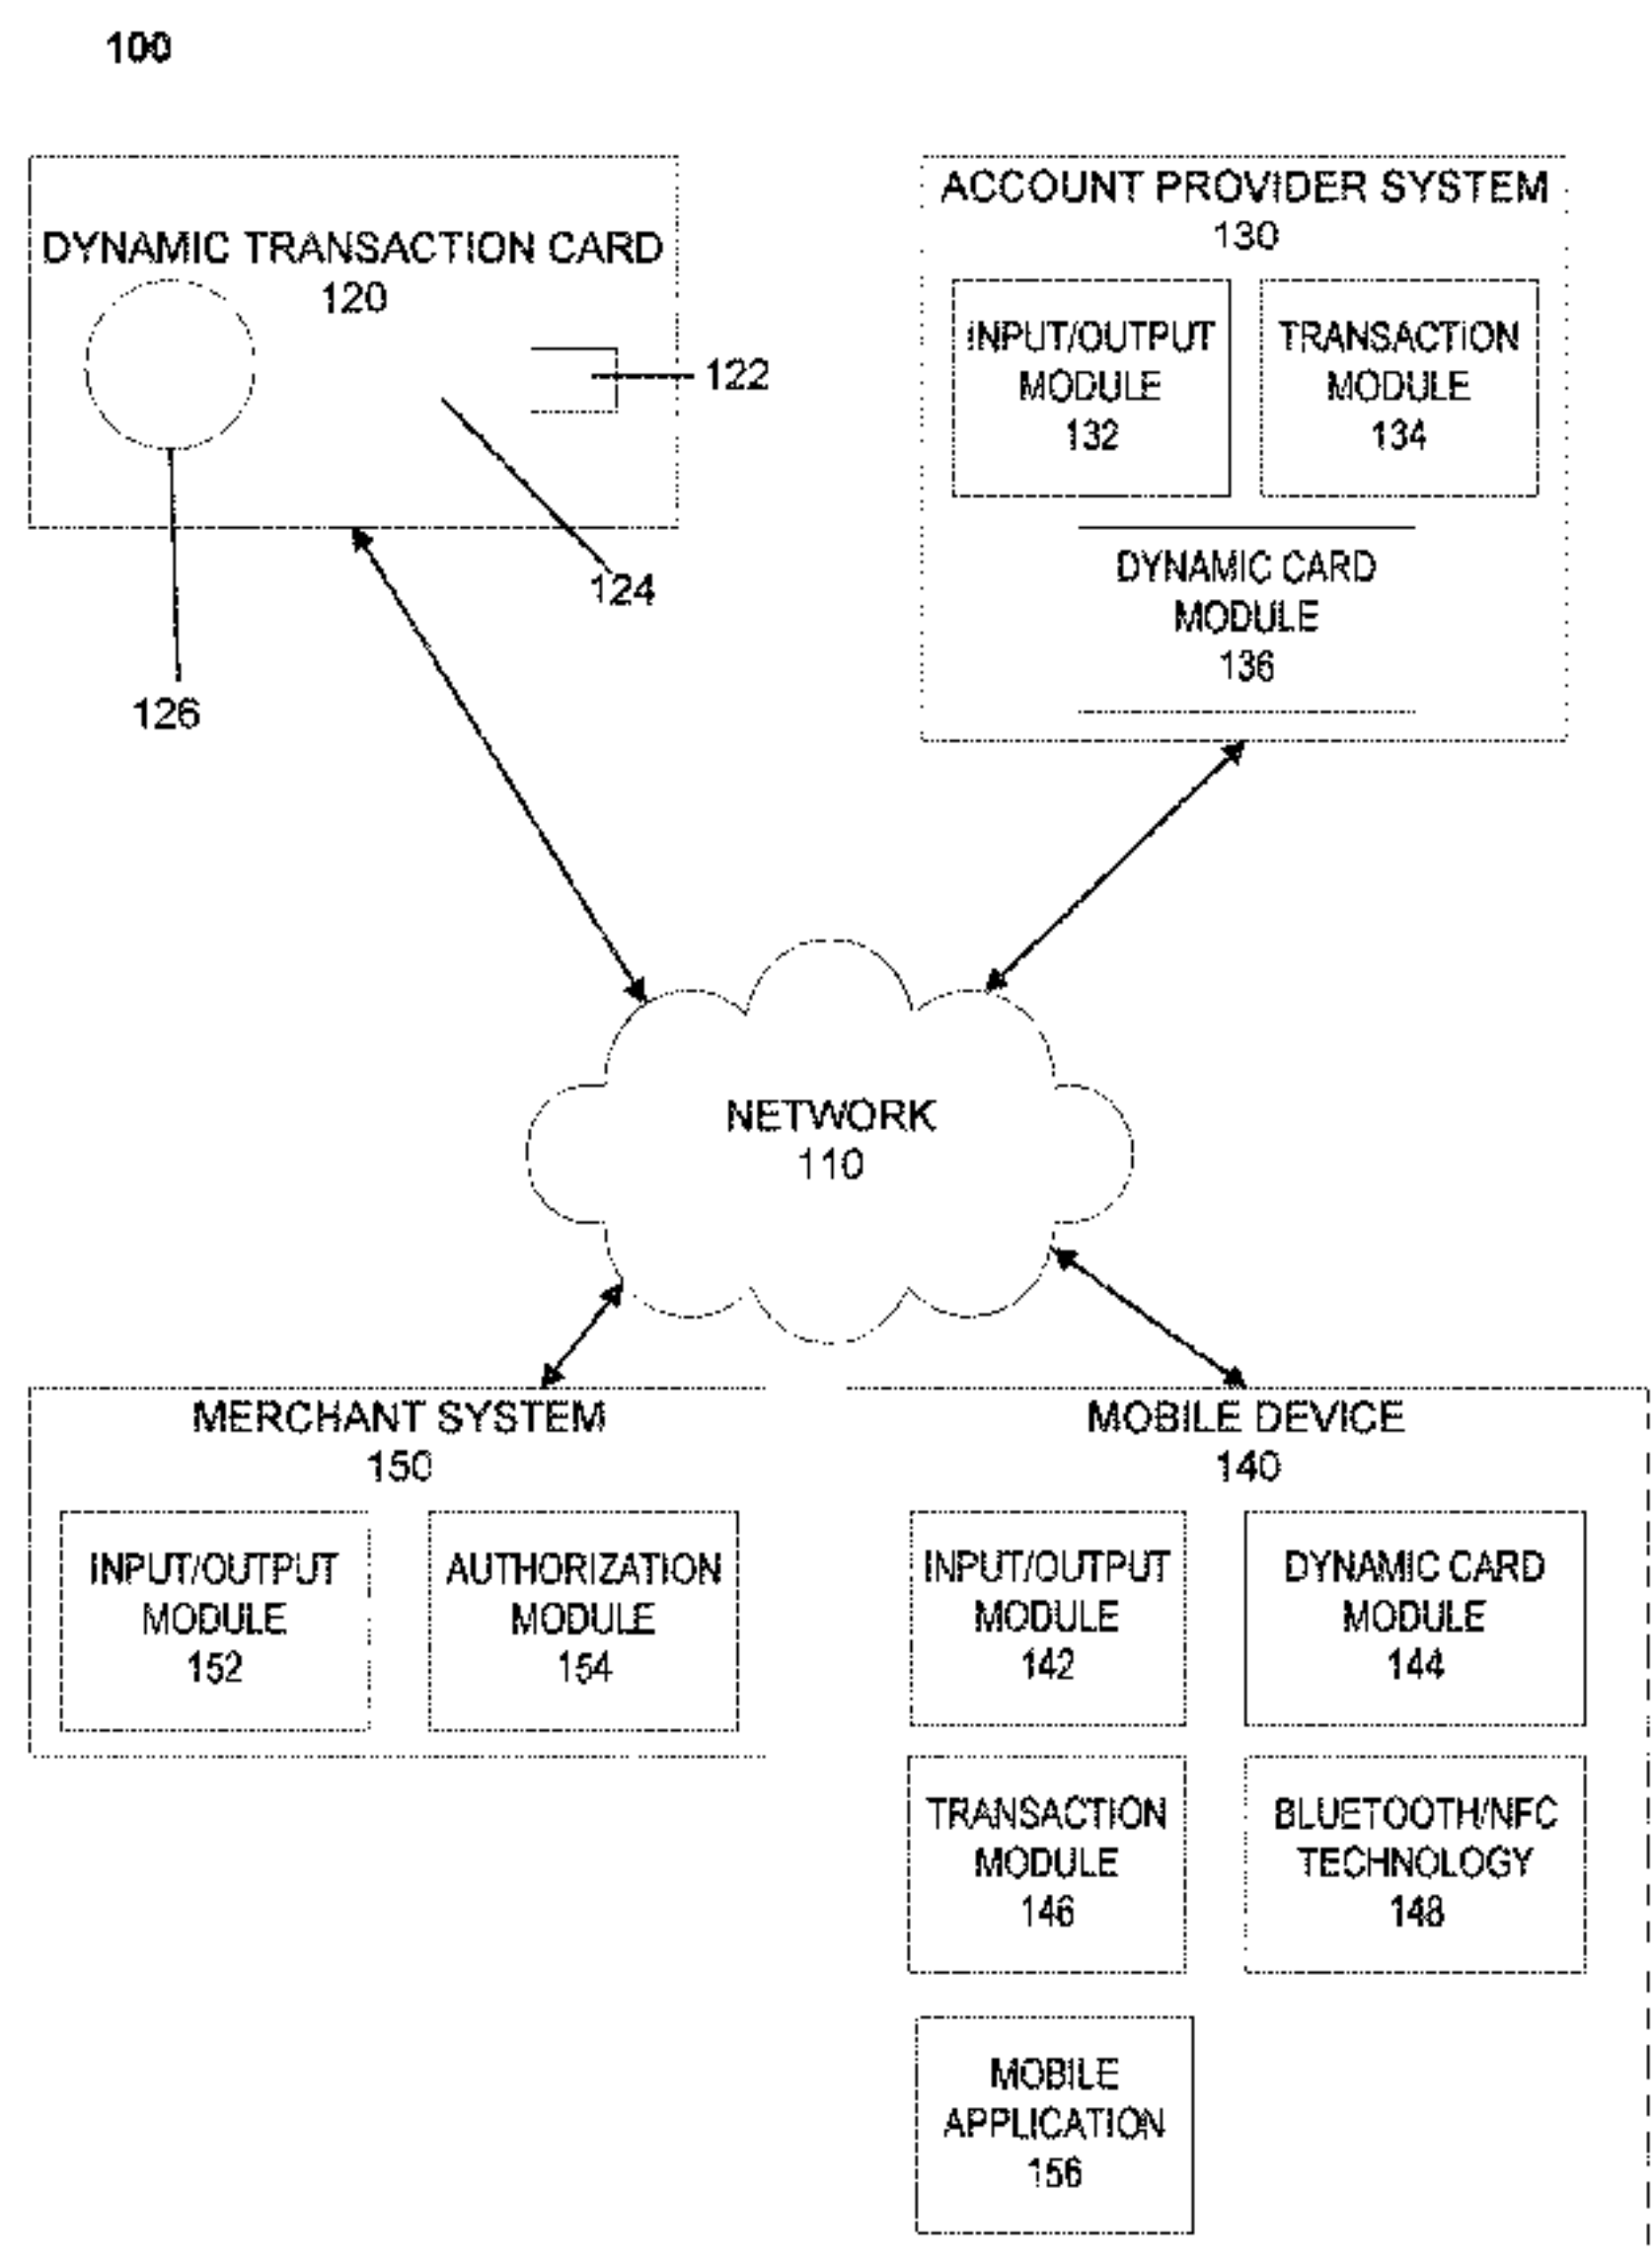 100
DYNAMIC TRANSACTION CARD
120
122
124
126
ACCOUNT PROVIDER SYSTEM
130
INPUT/OUTPUT
MODULE
132
TRANSACTION
MODULE
134
DYNAMIC CARD
MODULE
136
NETWORK
110
MERCHANT SYSTEM
150
INPUT/OUTPUT
MODULE
152
AUTHORIZATION
MODULE
154
MOBILE DEVICE
140
INPUT/OUTPUT
MODULE
142
DYNAMIC CARD
MODULE
144
TRANSACTION
MODULE
146
BLUETOOTH/NFC
TECHNOLOGY
148
MOBILE
APPLICATION
156